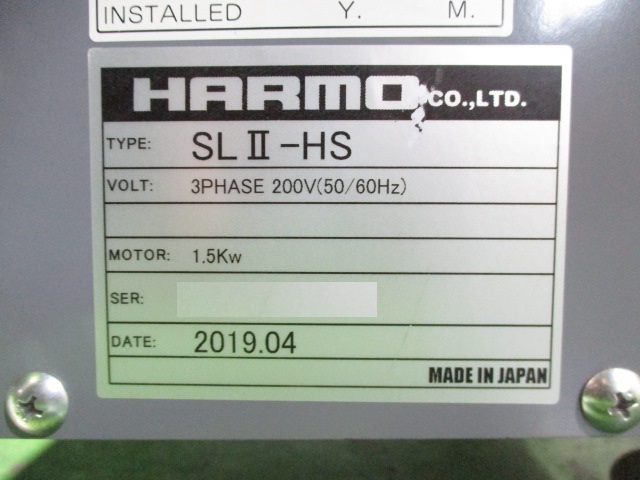 INSTALLED Y. M.
HARMO CO.,LTD.
TYPE: SLⅡ-HS
VOLT: 3PHASE 200V(50/60Hz)
MOTOR: 1.5Kw
SER:
DATE: 2019.04
MADE IN JAPAN